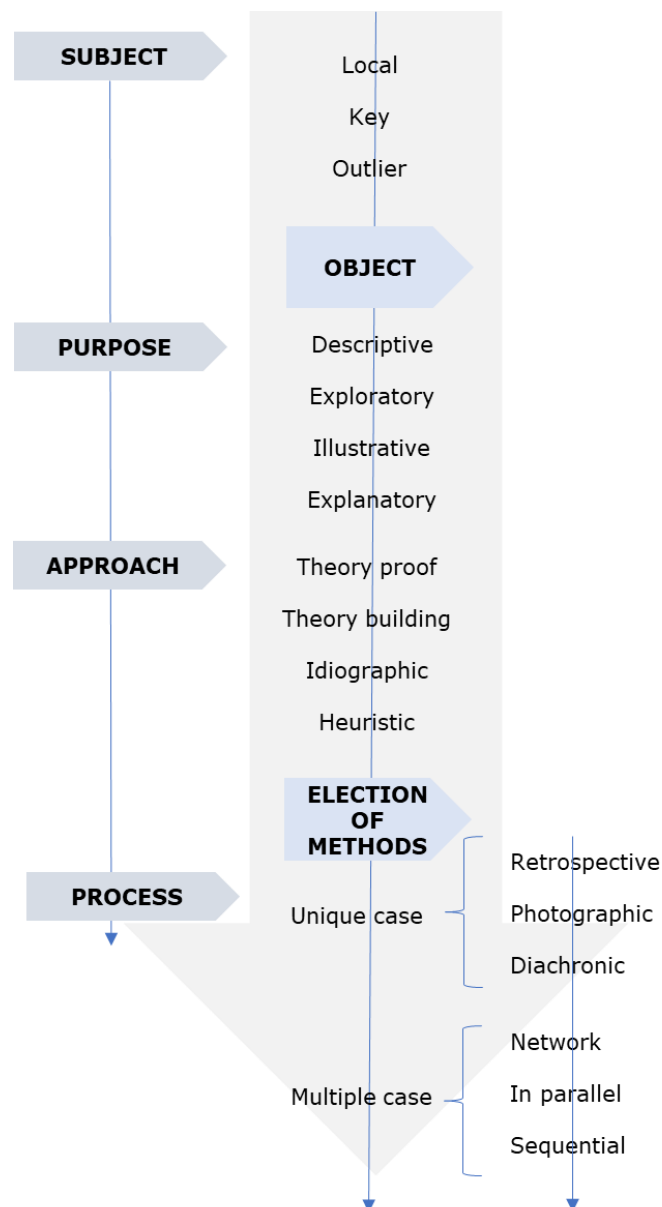 SUBJECT
Local
Key
Outlier
OBJECT
PURPOSE
Descriptive
Exploratory
Illustrative
Explanatory
APPROACH
Theory proof
Theory building
Idiographic
Heuristic
ELECTION
OF
METHODS
PROCESS
Unique case
Retrospective
Photographic
Diachronic
Multiple case
Network
In parallel
Sequential